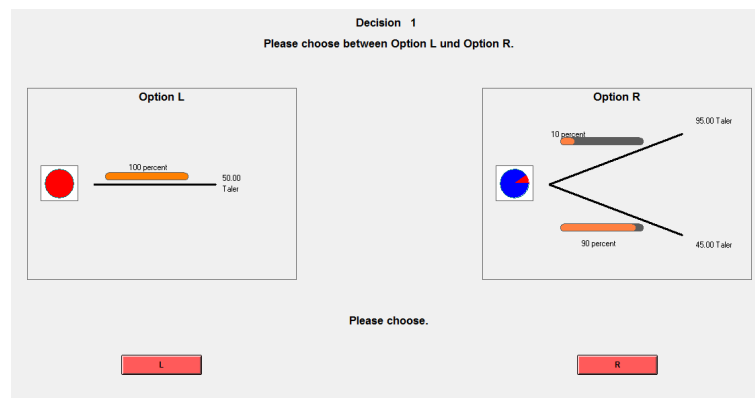 Decision 1
Please choose between Option L und Option R.
Option L
100 percent
50.00
Taler
Option R
95.00 Taler
10 percent
90 percent
45.00 Taler
Please choose.
L
R